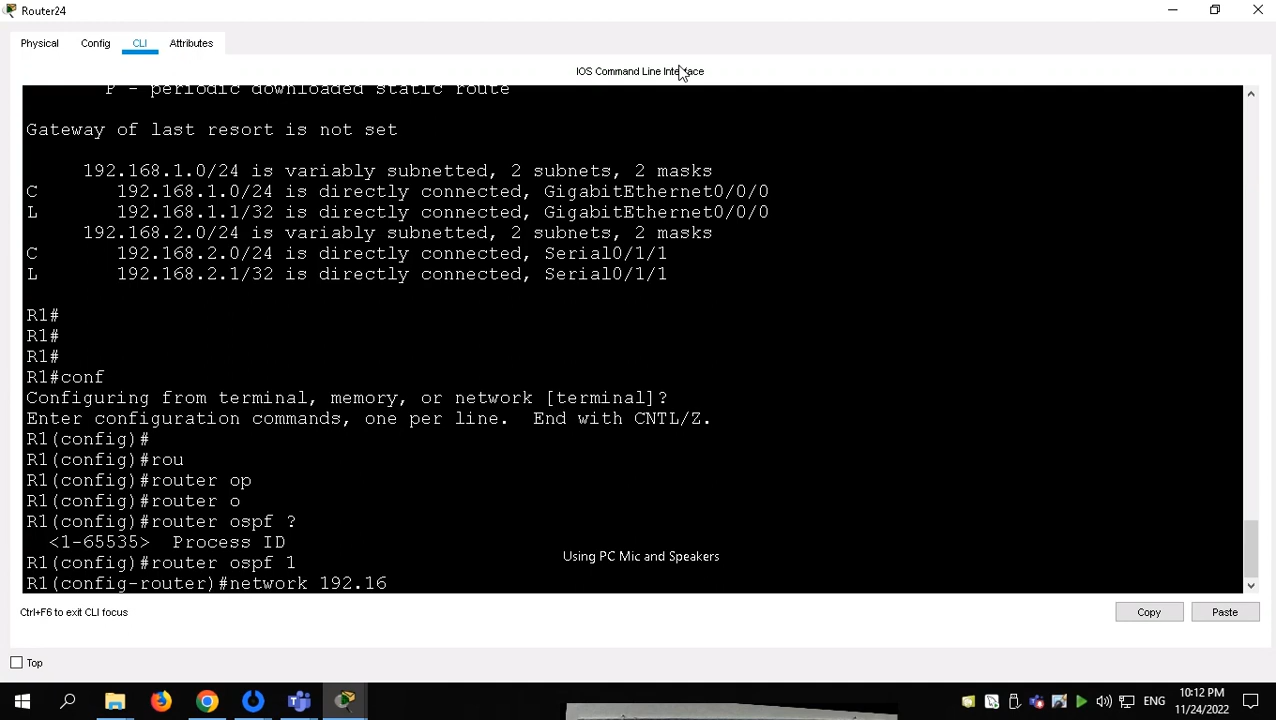 Router24
Physical Config CLI Attributes
IOS Command Line Interface
P - periodic downloaded static route
Gateway of last resort is not set
192.168.1.0/24 is variably subnetted, 2 subnets, 2 masks
C 192.168.1.0/24 is directly connected, GigabitEthernet0/0/0
L 192.168.1.1/32 is directly connected, GigabitEthernet0/0/0
192.168.2.0/24 is variably subnetted, 2 subnets, 2 masks
C 192.168.2.0/24 is directly connected, Serial0/1/1
L 192.168.2.1/32 is directly connected, Serial0/1/1
R1#
R1#
R1#
R1#conf
Configuring from terminal, memory, or network [terminal]?
Enter configuration commands, one per line. End with CNTL/Z.
R1(config)#
R1(config)#rou
R1(config)#router op
R1(config)#router o
R1(config)#router ospf ?
<1-65535> Process ID
R1(config)#router ospf 1
Using PC Mic and Speakers
R1(config-router)#network 192.16
Ctrl+F6 to exit CLI focus
Copy Paste
Top
ENG
10:12 PM
11/24/2022